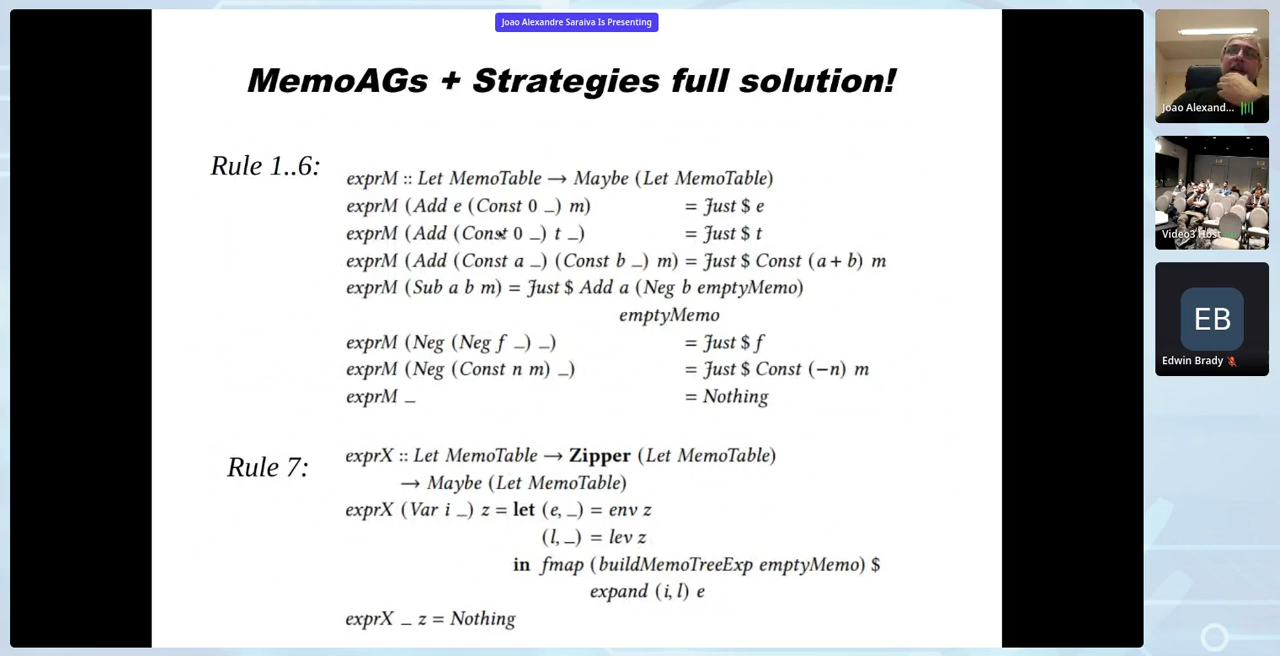 Joao Alexandre Saraiva Is Presenting
MemoAGs + Strategies full solution!
Rule 1..6:
exprM :: Let MemoTable → Maybe (Let MemoTable)
exprM (Add e (Const 0 _) m) = Just $ e
exprM (Add (Const 0 _) t _) = Just $ t
exprM (Add (Const a _) (Const b _) m) = Just $ Const (a + b) m
exprM (Sub a b m) = Just $ Add a (Neg b emptyMemo)
emptyMemo
exprM (Neg (Neg f _) _) = Just $ f
exprM (Neg (Const n m) _) = Just $ Const (−n) m
exprM _ = Nothing
Rule 7:
exprX :: Let MemoTable → Zipper (Let MemoTable)
→ Maybe (Let MemoTable)
exprX (Var i _) z = let (e, _) = env z
(l, _) = lev z
in fmap (buildMemoTreeExp emptyMemo) $
expand (i, l) e
exprX _ z = Nothing
Joao Alexand...
Video3 Host
EB
Edwin Brady